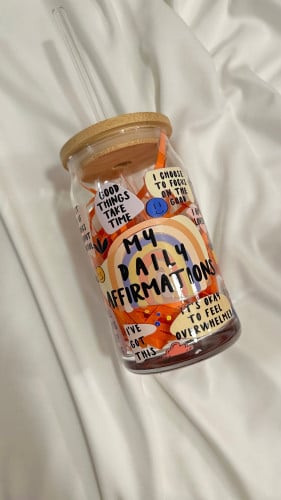 GOOD
THINGS
TAKE
TIME
I CHOOSE
TO FOCUS
ON THE
GOOD
MY
DAILY
AFFIRMATIONS
I'VE
GOT
THIS
IT'S OKAY
TO FEEL
OVERWHELMED